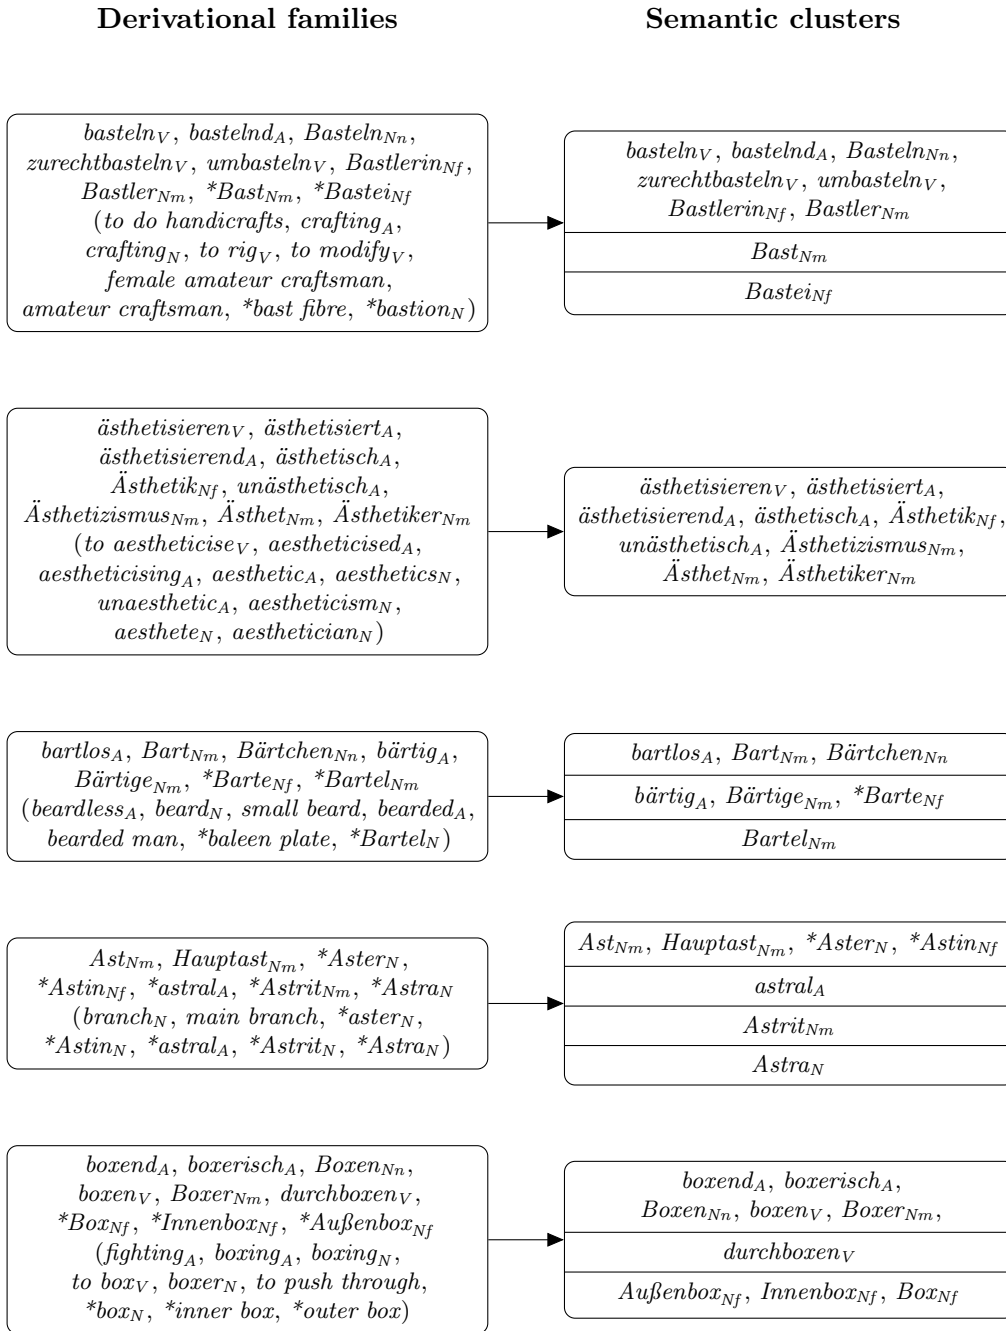 Derivational families
Semantic clusters
basteln_V, bastelnd_A, Basteln_Nn,
zurechtbasteln_V, umbasteln_V, Bastlerin_Nf,
Bastler_Nm, *Bast_Nm, *Bastei_Nf
(to do handicrafts, crafting_A,
crafting_N, to rig_V, to modify_V,
female amateur craftsman,
amateur craftsman, *bast fibre, *bastion_N)
basteln_V, bastelnd_A, Basteln_Nn,
zurechtbasteln_V, umbasteln_V,
Bastlerin_Nf, Bastler_Nm
Bast_Nm
Bastei_Nf
ästhetisieren_V, ästhetisiert_A,
ästhetisierend_A, ästhetisch_A,
Ästhetik_Nf, unästhetisch_A,
Ästhetizismus_Nm, Ästhet_Nm, Ästhetiker_Nm
(to aestheticise_V, aestheticised_A,
aestheticising_A, aesthetic_A, aesthetics_N,
unaesthetic_A, aestheticism_N,
aesthete_N, aesthetician_N)
ästhetisieren_V, ästhetisiert_A,
ästhetisierend_A, ästhetisch_A, Ästhetik_Nf,
unästhetisch_A, Ästhetizismus_Nm,
Ästhet_Nm, Ästhetiker_Nm
bartlos_A, Bart_Nm, Bärtchen_Nn, bärtig_A,
Bärtige_Nm, *Barte_Nf, *Bartel_Nm
(beardless_A, beard_N, small beard, bearded_A,
bearded man, *baleen plate, *Bartel_N)
bartlos_A, Bart_Nm, Bärtchen_Nn
bärtig_A, Bärtige_Nm, *Barte_Nf
Bartel_Nm
Ast_Nm, Hauptast_Nm, *Aster_N,
*Astin_Nf, *astral_A, *Astrit_Nm, *Astra_N
(branch_N, main branch, *aster_N,
*Astin_N, *astral_A, *Astrit_N, *Astra_N)
Ast_Nm, Hauptast_Nm, *Aster_N, *Astin_Nf
astral_A
Astrit_Nm
Astra_N
boxend_A, boxerisch_A, Boxen_Nn,
boxen_V, Boxer_Nm, durchboxen_V,
*Box_Nf, *Innenbox_Nf, *Außenbox_Nf
(fighting_A, boxing_A, boxing_N,
to box_V, boxer_N, to push through,
*box_N, *inner box, *outer box)
boxend_A, boxerisch_A,
Boxen_Nn, boxen_V, Boxer_Nm,
durchboxen_V
Außenbox_Nf, Innenbox_Nf, Box_Nf